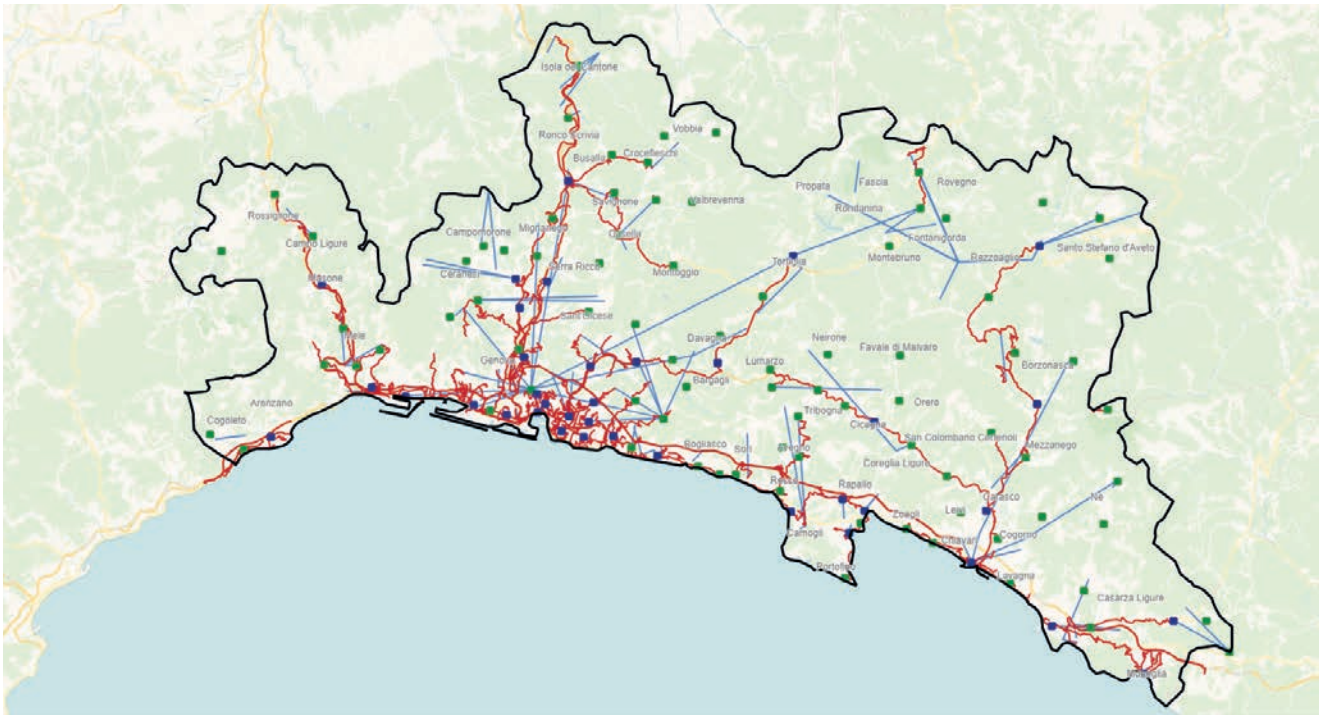 Isola del Cantone
Ronco Scrivia
Vobbia
Busalla
Crocefieschi
Fascia
Rovegno
Propata
Savignone
Valbrevenna
Rondanina
Rossiglione
Mignanego
Campomorone
Casella
Fontanigorda
Campo Ligure
Montebruno
Santo Stefano d'Aveto
Rezzoaglio
Torriglia
Serra Riccò
Montoggio
Ceranesi
Masone
Sant'Olcese
Mele
Davagna
Neirone
Favale di Malvaro
Genova
Lumarzo
Borzonasca
Bargagli
Arenzano
Orero
Cogoleto
Tribogna
Cicagna
San Colombano Certenoli
Bogliasco
Sori
Avegno
Mezzanego
Coreglia Ligure
Recco
Rapallo
Carasco
Ne
Leivi
Zoagli
Camogli
Chiavari
Cogorno
Portofino
Lavagna
Casarza Ligure
Moneglia